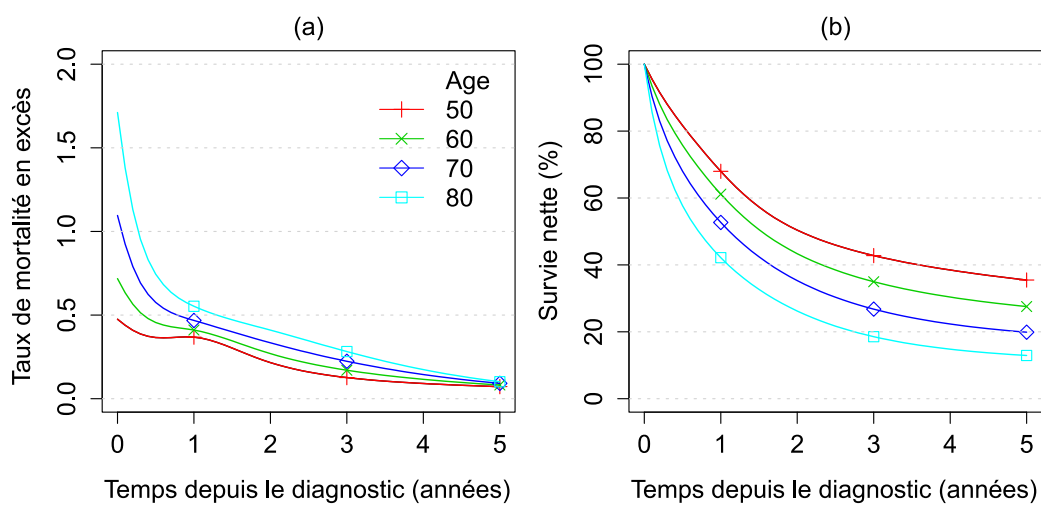 (a)
Taux de mortalité en excès
2.0
1.5
1.0
0.5
0.0
Age
50
60
70
80
0 1 2 3 4 5
Temps depuis le diagnostic (années)
(b)
Survie nette (%)
100
80
60
40
20
0
0 1 2 3 4 5
Temps depuis le diagnostic (années)